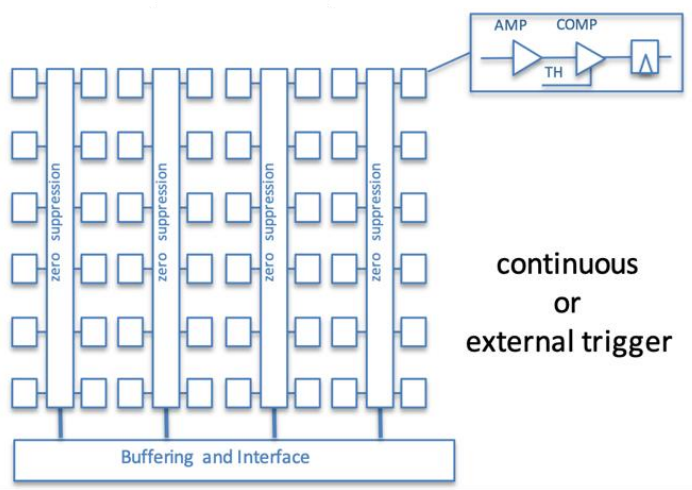 AMP COMP
TH
zero suppression
zero suppression
zero suppression
zero suppression
continuous
or
external trigger
Buffering and Interface